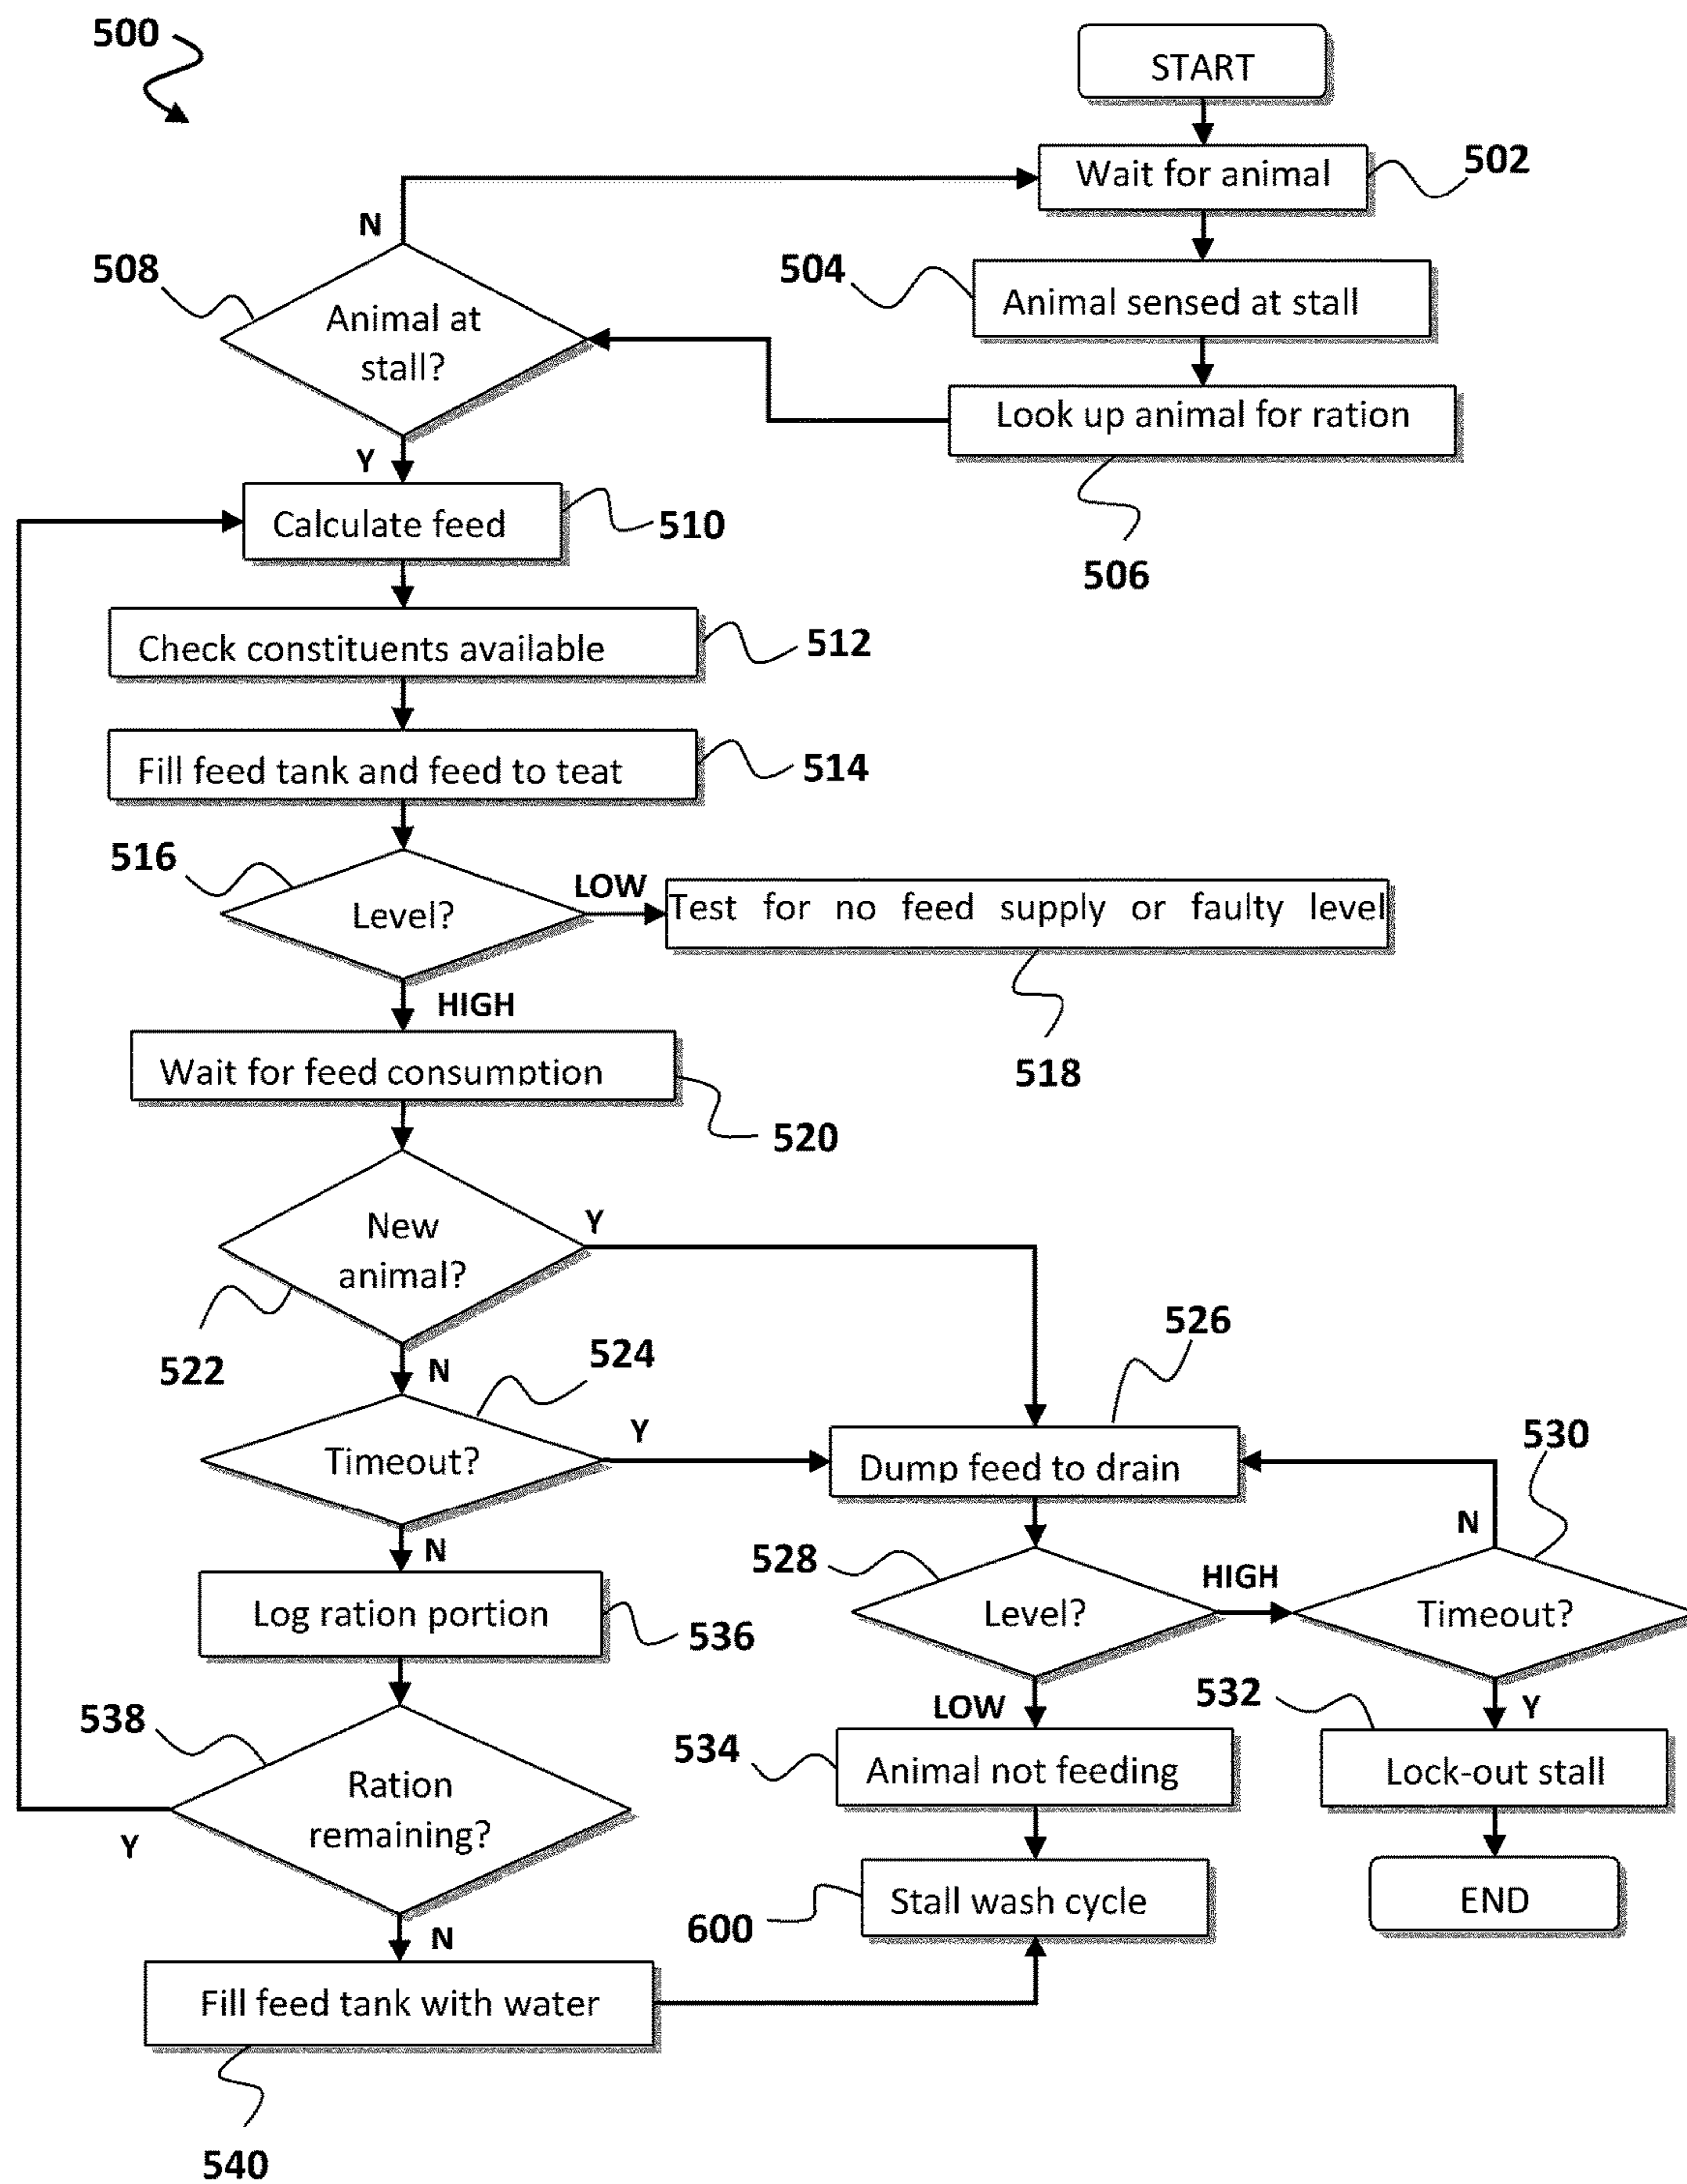 500
START
Wait for animal
502
N
508
504
Animal sensed at stall
Animal at
stall?
Look up animal for ration
506
Y
Calculate feed
510
Check constituents available
512
Fill feed tank and feed to teat
514
516
Level?
LOW
Test for no feed supply or faulty level
518
HIGH
Wait for feed consumption
520
New
animal?
Y
522
N
524
526
Timeout?
Y
Dump feed to drain
530
N
N
528
Level?
HIGH
Timeout?
Log ration portion
536
532
Y
LOW
538
534
Animal not feeding
Lock-out stall
Ration
remaining?
Y
600
Stall wash cycle
END
N
Fill feed tank with water
540